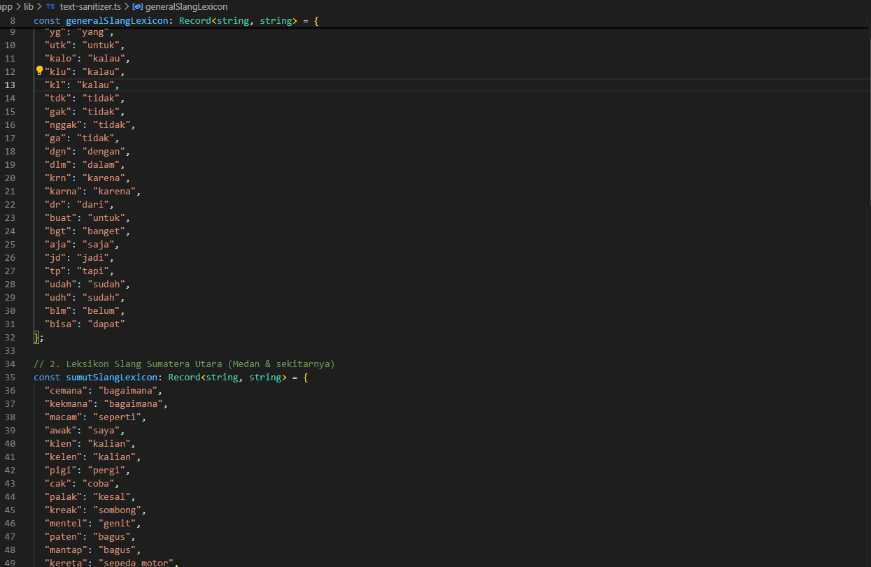 app > lib > TS text-sanitizer.ts > generalSlangLexicon
8 const generalSlangLexicon: Record<string, string> = {
9 "yg": "yang",
10 "utk": "untuk",
11 "kalo": "kalau",
12 "klu": "kalau",
13 "kl": "kalau",
14 "tdk": "tidak",
15 "gak": "tidak",
16 "nggak": "tidak",
17 "ga": "tidak",
18 "dgn": "dengan",
19 "dlm": "dalam",
20 "krn": "karena",
21 "karna": "karena",
22 "dr": "dari",
23 "buat": "untuk",
24 "bgt": "banget",
25 "aja": "saja",
26 "jd": "jadi",
27 "tp": "tapi",
28 "udah": "sudah",
29 "udh": "sudah",
30 "blm": "belum",
31 "bisa": "dapat"
32 };
33
34 // 2. Leksikon Slang Sumatera Utara (Medan & sekitarnya)
35 const sumutSlangLexicon: Record<string, string> = {
36 "cemana": "bagaimana",
37 "kekmana": "bagaimana",
38 "macam": "seperti",
39 "awak": "saya",
40 "klen": "kalian",
41 "kelen": "kalian",
42 "pigi": "pergi",
43 "cak": "coba",
44 "palak": "kesal",
45 "kreak": "sombong",
46 "mentel": "genit",
47 "paten": "bagus",
48 "mantap": "bagus",
49 "kereta": "sepeda motor",